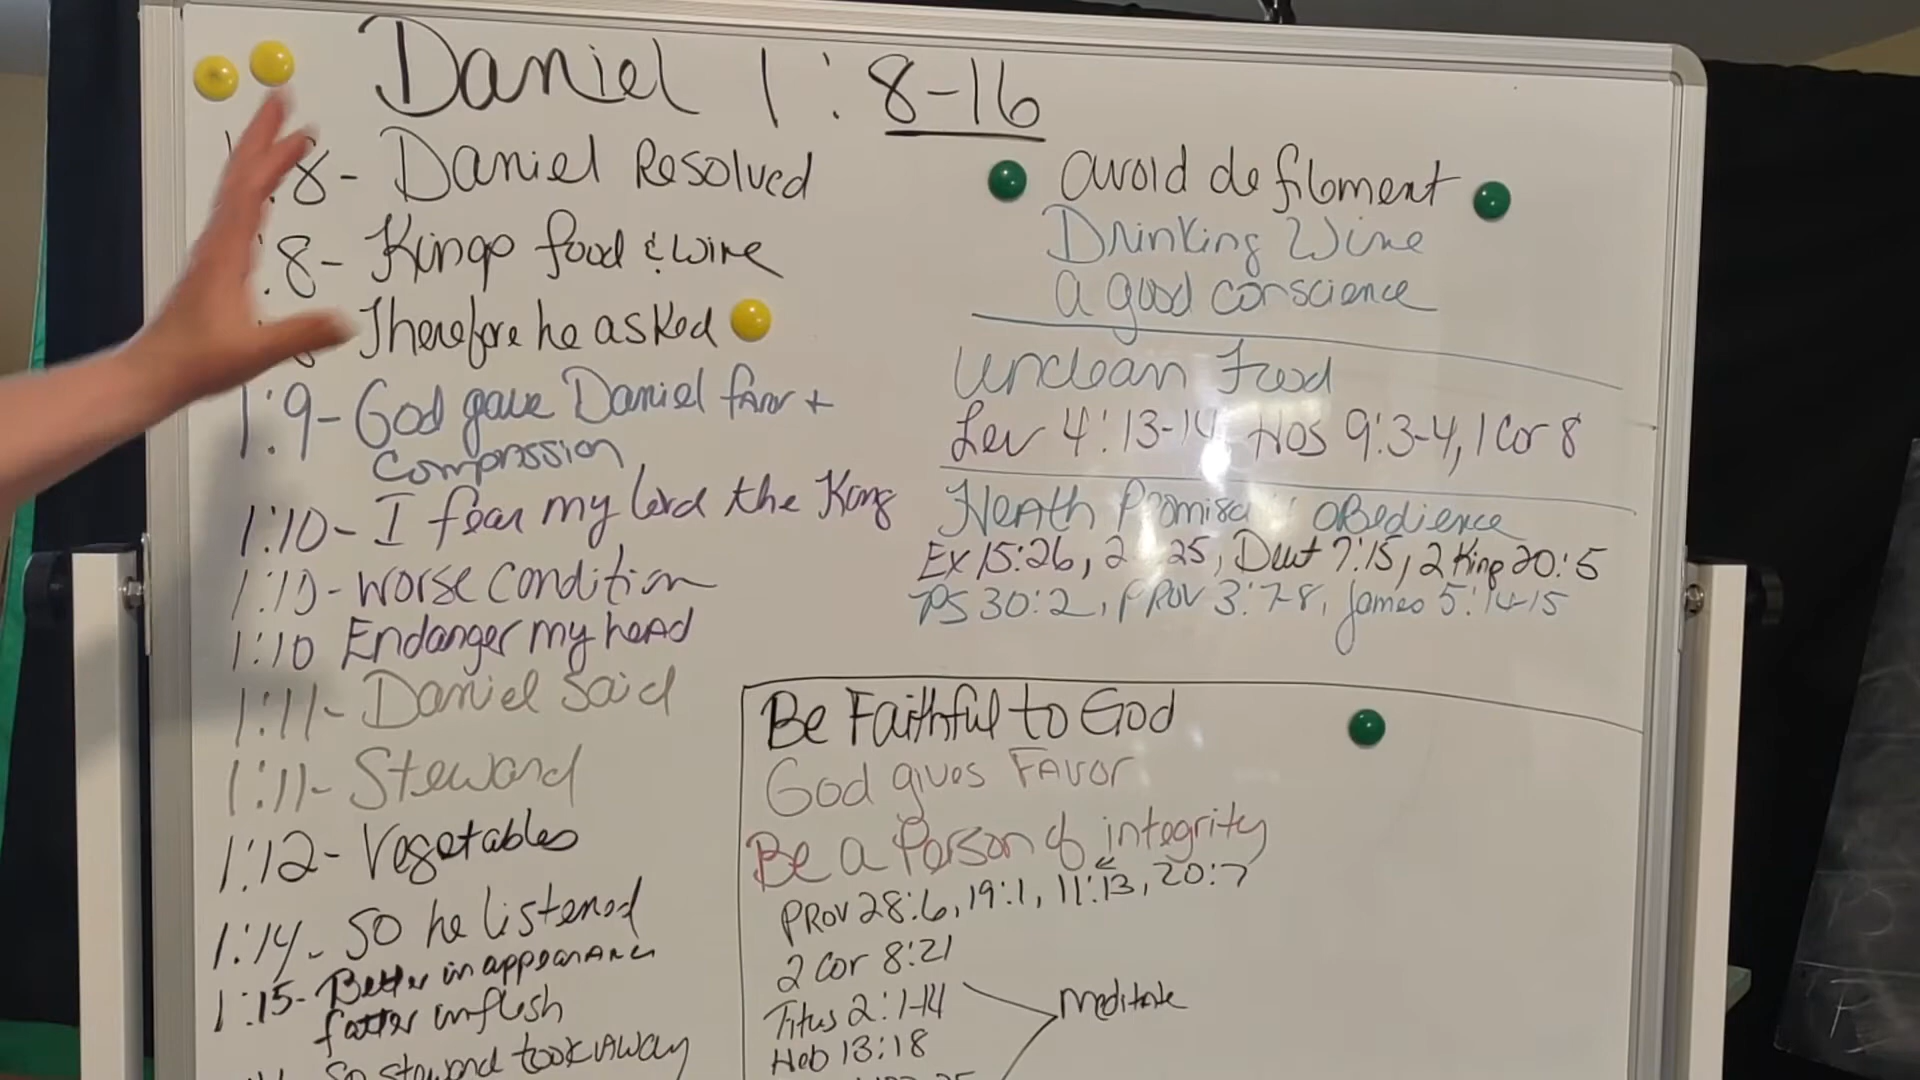 Daniel 1:8-16
8- Daniel Resolved
:8- Kings food & wine
Therefore he asked
1:9- God gave Daniel favor +
compassion
1:10- I fear my lord the King
1:10- worse condition
1:10 Endanger my head
1:11- Daniel said
1:11- Steward
1:12- Vegetables
1:14- So he listened
1:15- Better in appearance
fatter in flesh
So steward took away
avoid defilement
Drinking Wine
a good conscience
unclean Food
Lev 4:13-14 Hos 9:3-4, 1 Cor 8
Heath Promise obedience
Ex 15:26, 2 25, Deut 7:15, 2 King 20:5
PS 30:2, PROV 3:7-8, James 5:14-15
Be Faithful to God
God gives Favor
Be a Person of integrity
PROV 28:6, 19:1, 11:13, 20:7
2 Cor 8:21
Titus 2:1-14
meditate
Heb 13:18